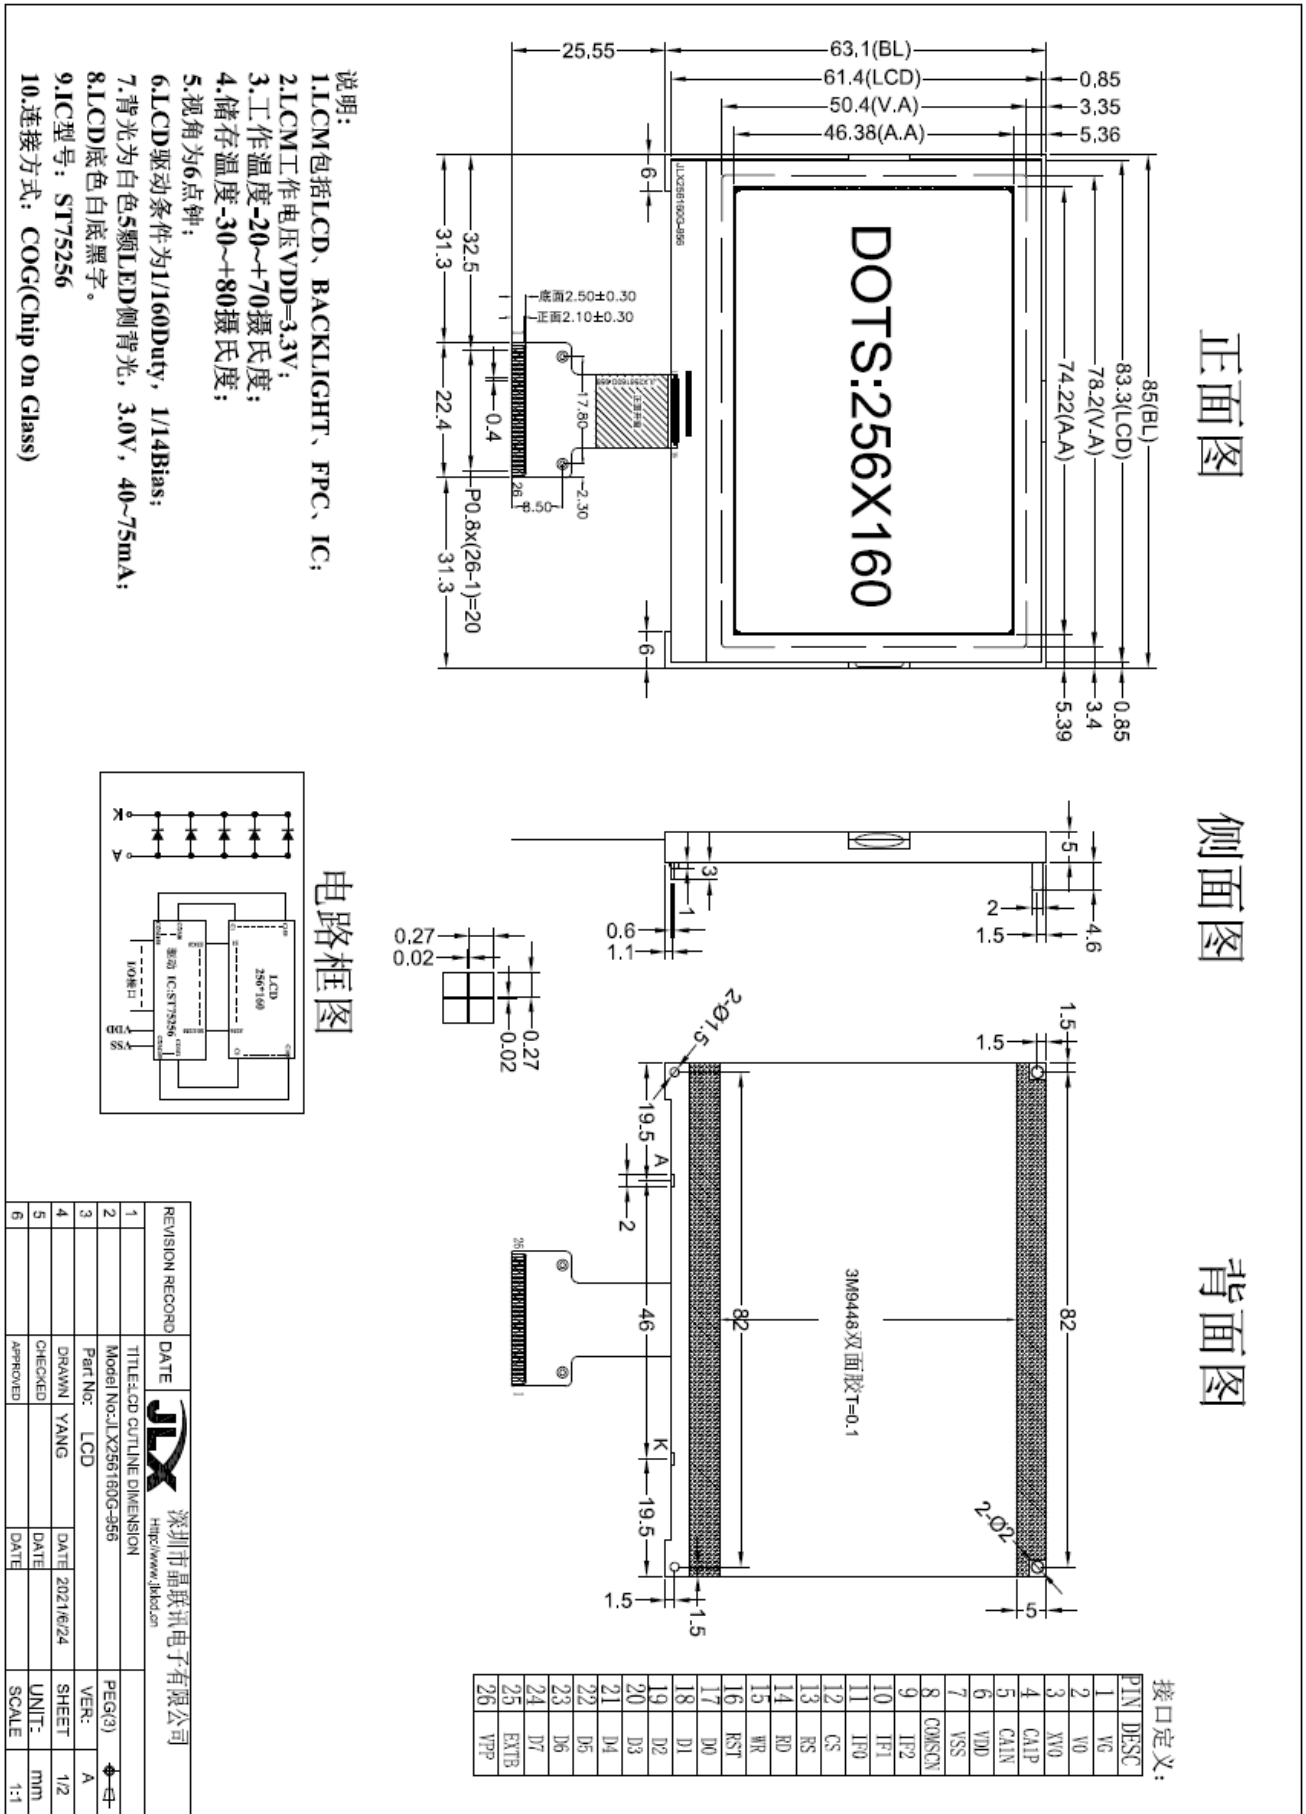 正面图
侧面图
背面图
85(BL)
83.3(LCD)
78.2(V.A)
74.22(A.A)
0.85
3.4
5.39
63,1(BL)
61.4(LCD)
50.4(V.A)
46.38(A.A)
25,55
0,85
3,35
5,36
DOTS:256X160
JLX256160G-956
6
6
32.5
31.3
22.4
31.3
底面2.50±0.30
正面2.10±0.30
17.80
0.4
2.30
8.50
26
P0.8x(26-1)=20
5
4.6
2
1.5
3
1
0.6
1.1
0.27
0.02
0.27
0.02
1.5
1.5
82
2-Ø1.5
2-Ø2
3M9448双面胶T=0.1
82
19.5
A
2
46
K
19.5
1.5
1.5
5
26
1
说明:
1.LCM包括LCD、BACKLIGHT、FPC、IC;
2.LCM工作电压VDD=3.3V;
3.工作温度-20~+70摄氏度;
4.储存温度-30~+80摄氏度;
5.视角为6点钟;
6.LCD驱动条件为1/160Duty, 1/14Bias;
7.背光为白色5颗LED侧背光, 3.0V, 40~75mA;
8.LCD底色白底黑字。
9.IC型号: ST75256
10.连接方式: COG(Chip On Glass)
电路框图
K
A
LCD
256*160
驱动 IC:ST75256
I/O接口
VDD
VSS
接口定义:
PIN DESC
1 VG
2 V0
3 XV0
4 CA1P
5 CA1N
6 VDD
7 VSS
8 COMSCN
9 IF2
10 IF1
11 IF0
12 CS
13 RS
14 RD
15 WR
16 RST
17 D0
18 D1
19 D2
20 D3
21 D4
22 D5
23 D6
24 D7
25 EXTB
26 VPP
REVISION RECORD DATE
1
2
3
4
5
6
JLX
深圳市晶联讯电子有限公司
Http://www.jlxlcd.cn
TITLE:LCD OUTLINE DIMENSION
Model No:JLX256160G-956
PEG(3)
Part No: LCD
VER: A
DRAWN YANG DATE 2021/6/24 SHEET 1/2
CHECKED DATE UNIT: mm
APPROVED DATE SCALE 1:1